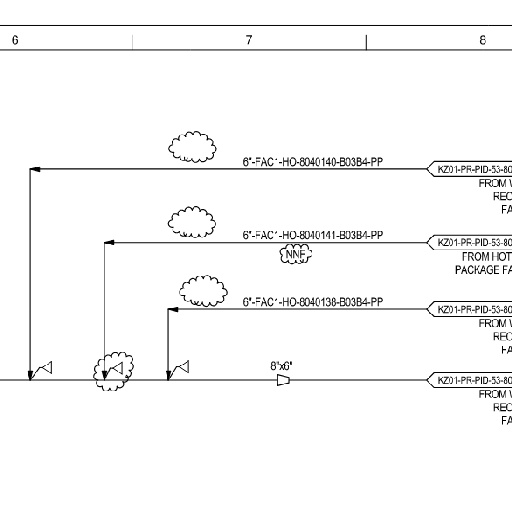 6 7 8
6"-FAC1-HO-8040140-B03B4-PP
KZ01-PR-PID-53-80
FROM
REC
FA
6"-FAC1-HO-8040141-B03B4-PP
KZ01-PR-PID-53-80
NNF
FROM HOT
PACKAGE FA
6"-FAC1-HO-8040138-B03B4-PP
KZ01-PR-PID-53-80
FROM
REC
FA
8"x6"
KZ01-PR-PID-53-80
FROM
REC
FA